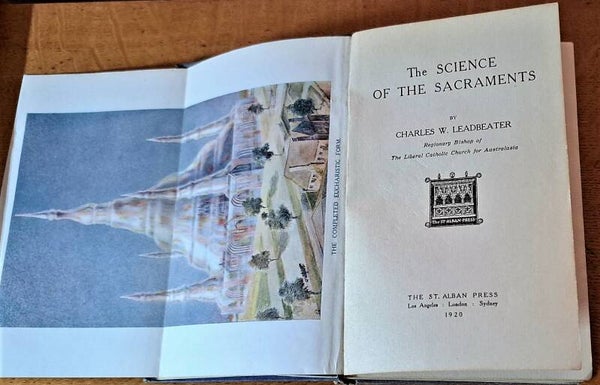 THE COMPLETED EUCHARISTIC FORM.
The SCIENCE
OF THE SACRAMENTS
BY
CHARLES W. LEADBEATER
Regionary Bishop of
The Liberal Catholic Church for Australasia
The ST ALBAN PRESS
THE ST. ALBAN PRESS
Los Angeles : London : Sydney
1920